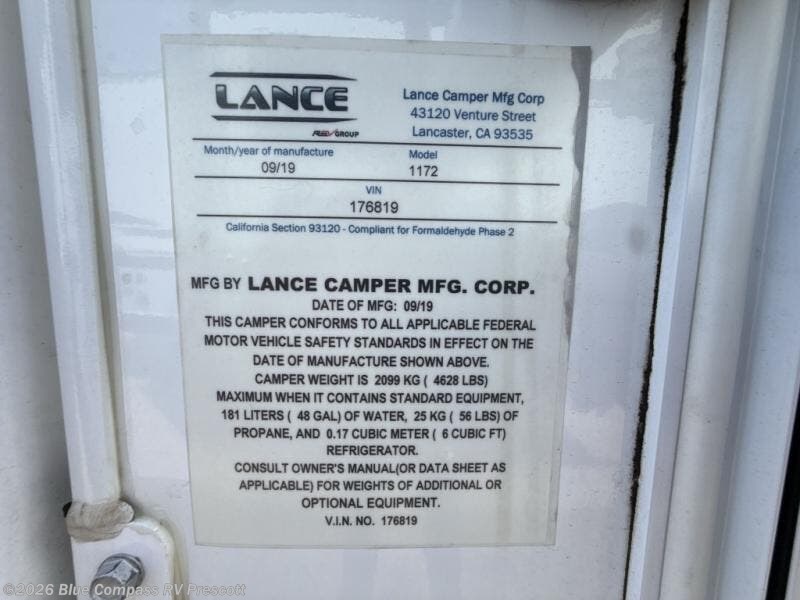 LANCE
REV GROUP
Lance Camper Mfg Corp
43120 Venture Street
Lancaster, CA 93535
Month/year of manufacture
09/19
Model
1172
VIN
176819
California Section 93120 - Compliant for Formaldehyde Phase 2
MFG BY LANCE CAMPER MFG. CORP.
DATE OF MFG: 09/19
THIS CAMPER CONFORMS TO ALL APPLICABLE FEDERAL
MOTOR VEHICLE SAFETY STANDARDS IN EFFECT ON THE
DATE OF MANUFACTURE SHOWN ABOVE.
CAMPER WEIGHT IS 2099 KG ( 4628 LBS)
MAXIMUM WHEN IT CONTAINS STANDARD EQUIPMENT,
181 LITERS ( 48 GAL) OF WATER, 25 KG ( 56 LBS) OF
PROPANE, AND 0.17 CUBIC METER ( 6 CUBIC FT)
REFRIGERATOR.
CONSULT OWNER'S MANUAL(OR DATA SHEET AS
APPLICABLE) FOR WEIGHTS OF ADDITIONAL OR
OPTIONAL EQUIPMENT.
V.I.N. NO. 176819
©2026 Blue Compass RV Prescott